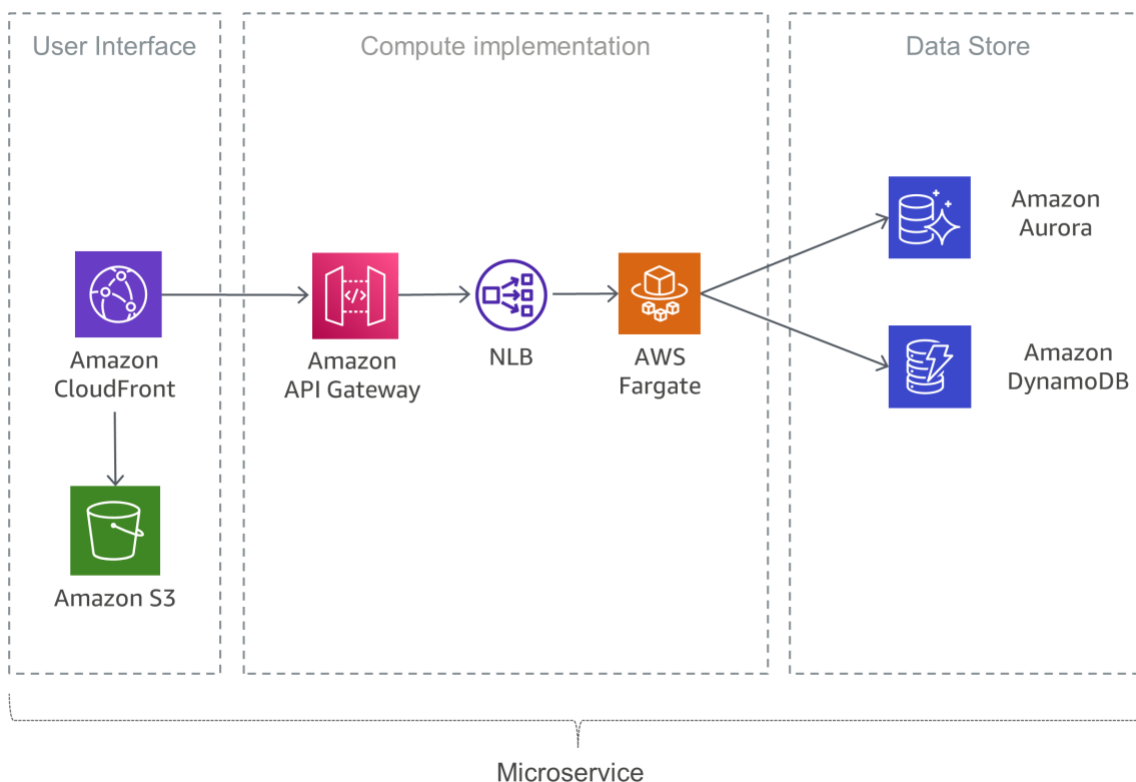 User Interface
Compute implementation
Data Store
Amazon
Aurora
Amazon
CloudFront
</>
Amazon
API Gateway
NLB
AWS
Fargate
Amazon
DynamoDB
Amazon S3
Microservice